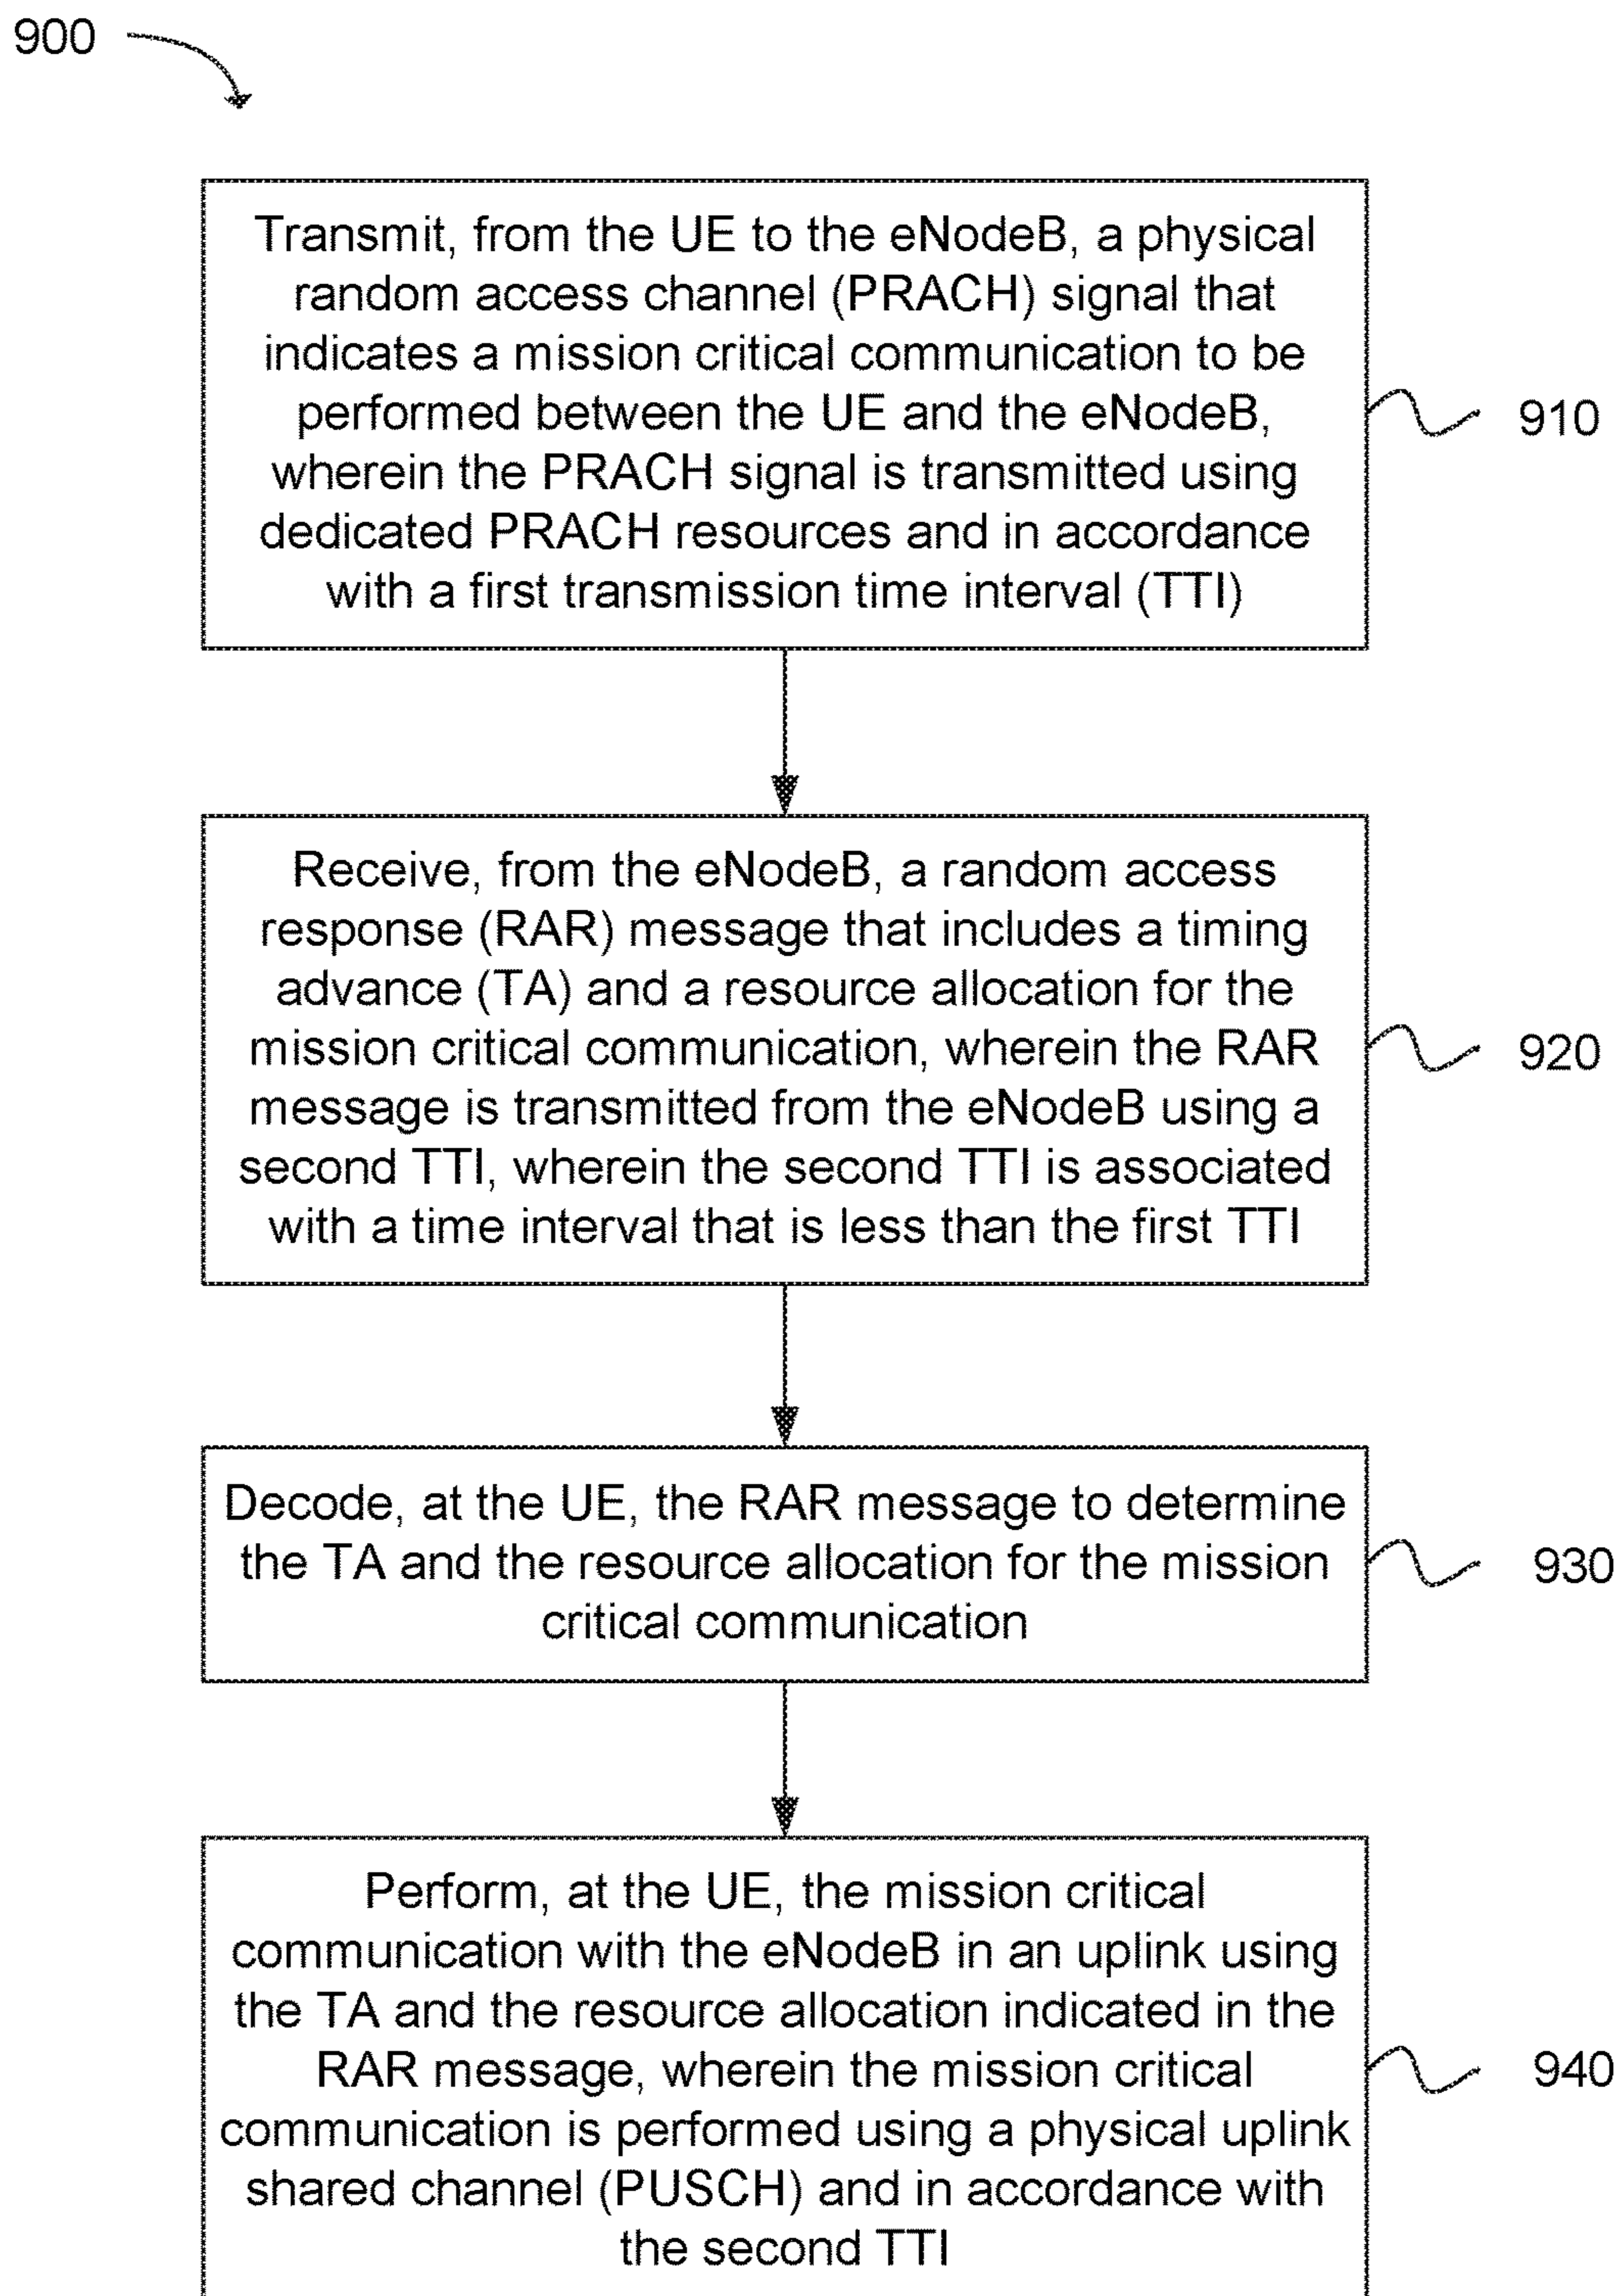 900
Transmit, from the UE to the eNodeB, a physical
random access channel (PRACH) signal that
indicates a mission critical communication to be
performed between the UE and the eNodeB,
wherein the PRACH signal is transmitted using
dedicated PRACH resources and in accordance
with a first transmission time interval (TTI)
910
Receive, from the eNodeB, a random access
response (RAR) message that includes a timing
advance (TA) and a resource allocation for the
mission critical communication, wherein the RAR
message is transmitted from the eNodeB using a
second TTI, wherein the second TTI is associated
with a time interval that is less than the first TTI
920
Decode, at the UE, the RAR message to determine
the TA and the resource allocation for the mission
critical communication
930
Perform, at the UE, the mission critical
communication with the eNodeB in an uplink using
the TA and the resource allocation indicated in the
RAR message, wherein the mission critical
communication is performed using a physical uplink
shared channel (PUSCH) and in accordance with
the second TTI
940